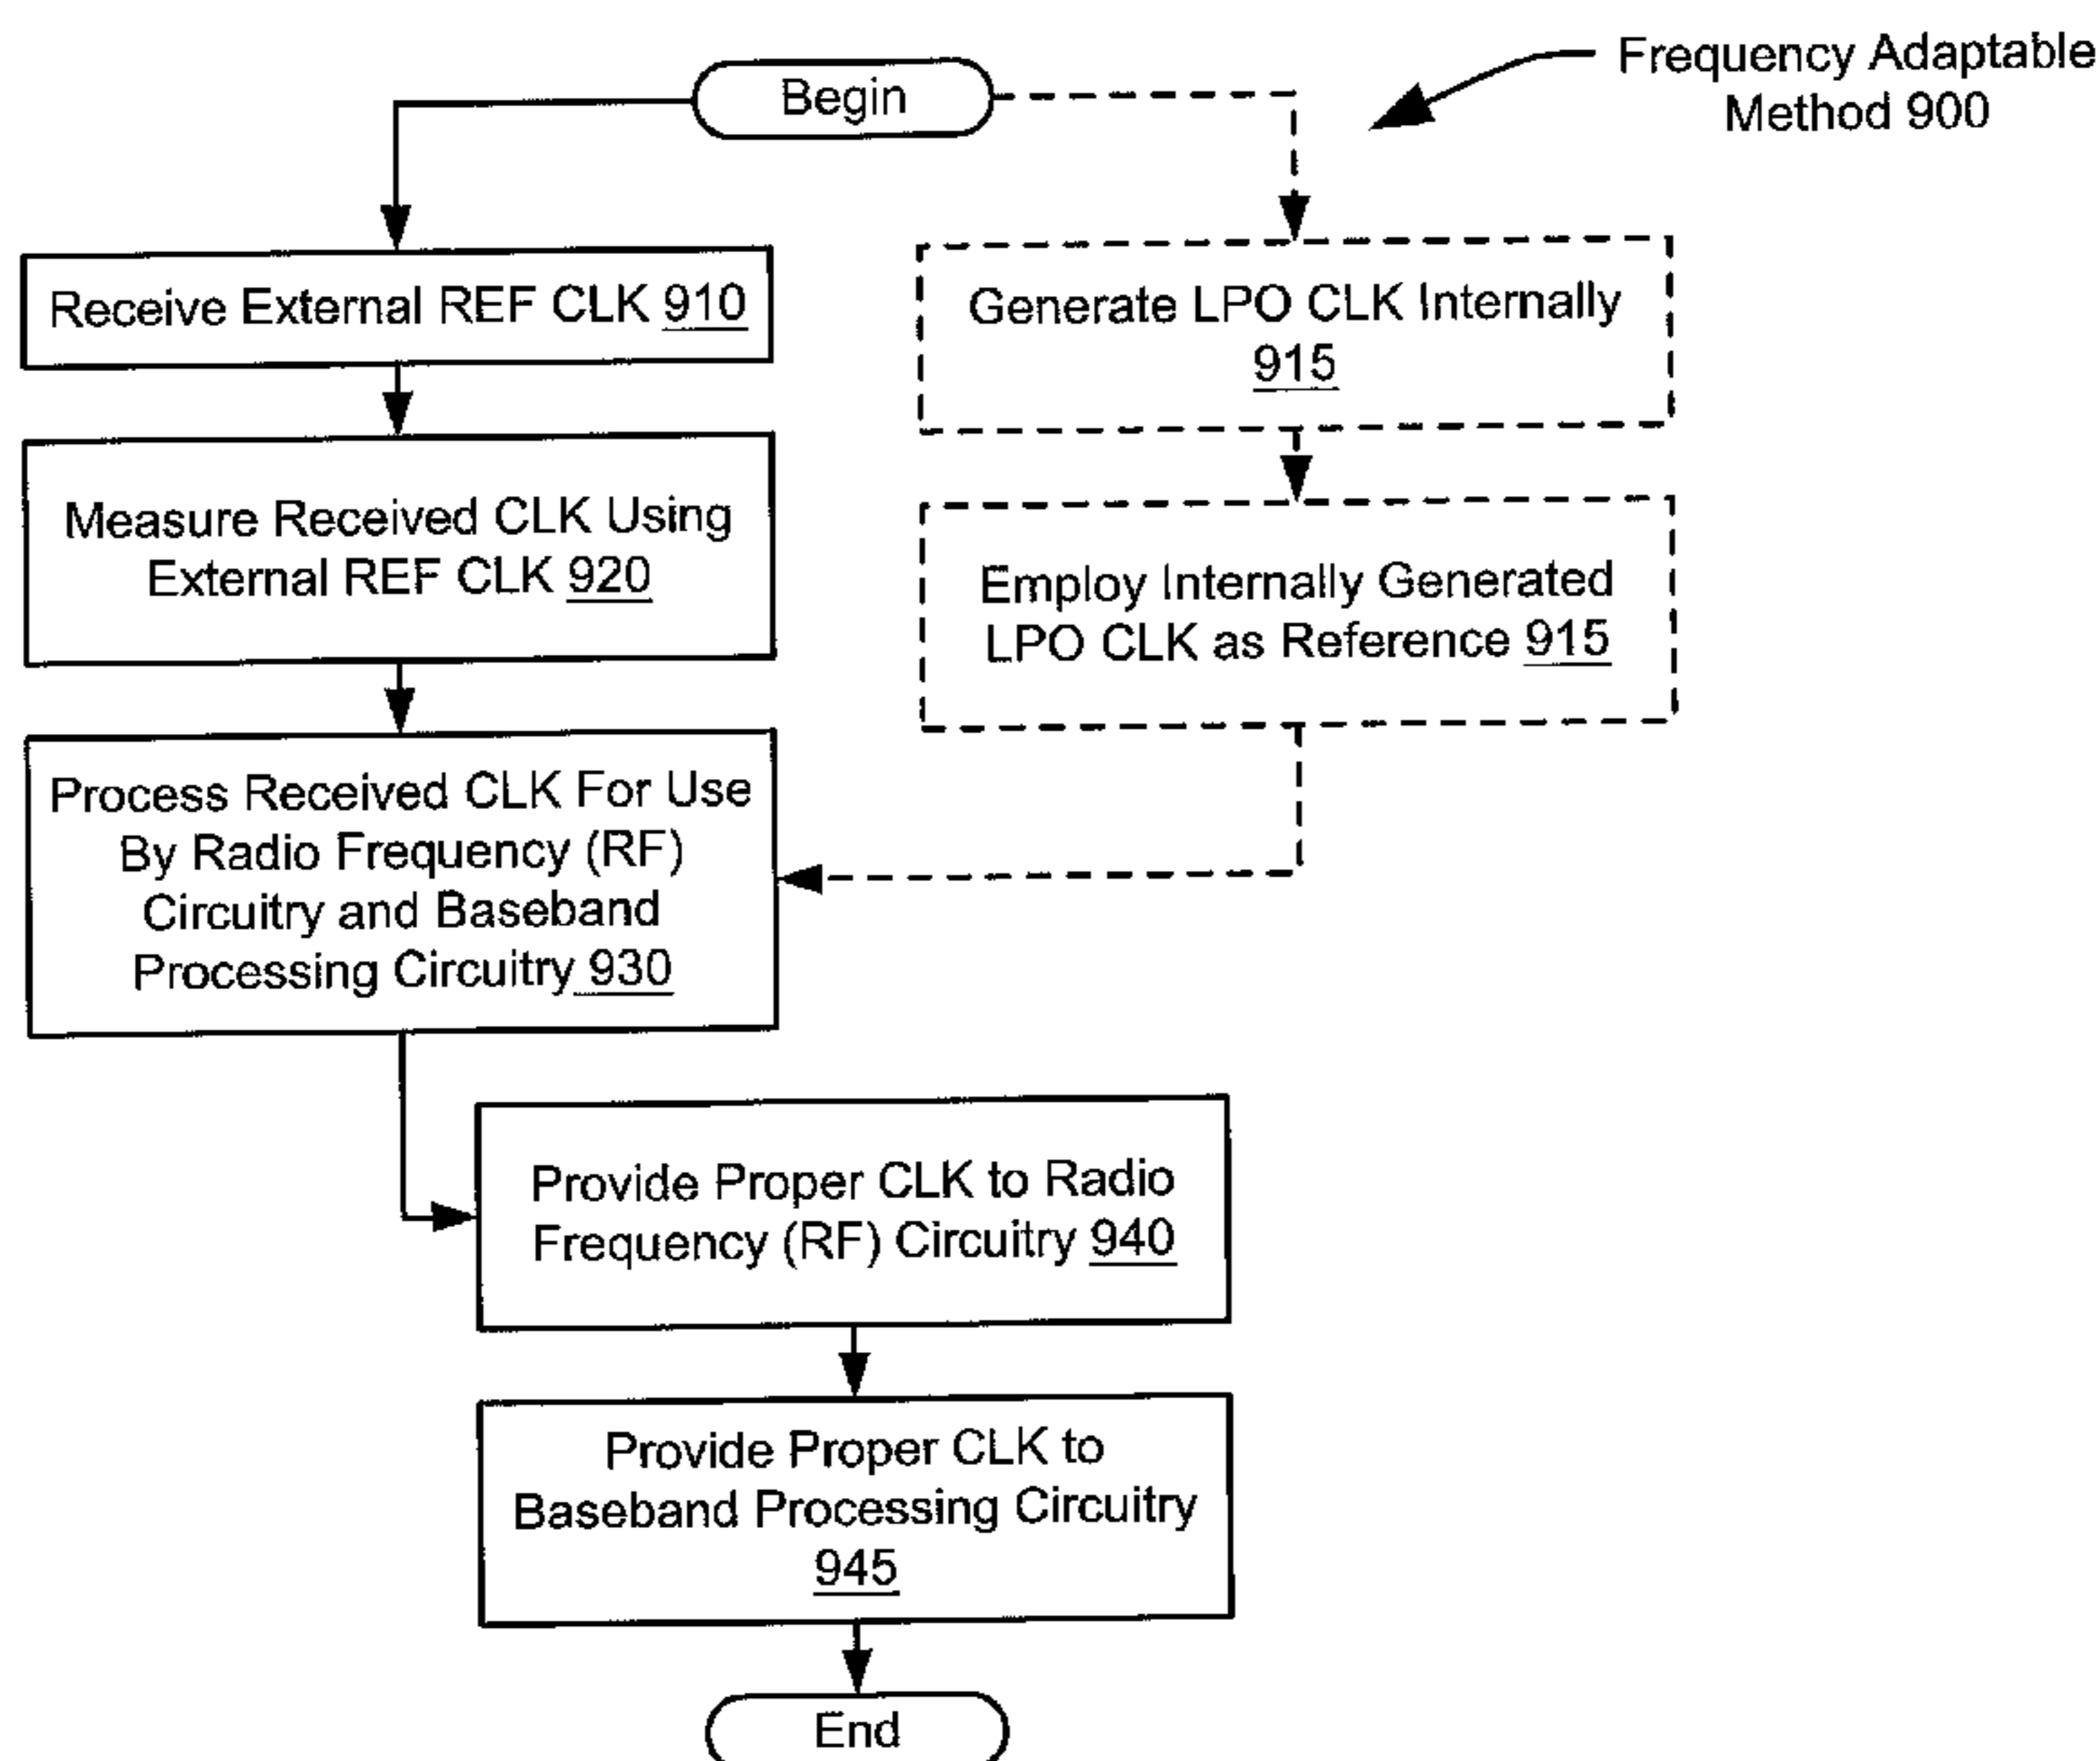 Begin
Frequency Adaptable
Method 900
Receive External REF CLK 910
Generate LPO CLK Internally
915
Measure Received CLK Using
External REF CLK 920
Employ Internally Generated
LPO CLK as Reference 915
Process Received CLK For Use
By Radio Frequency (RF)
Circuitry and Baseband
Processing Circuitry 930
Provide Proper CLK to Radio
Frequency (RF) Circuitry 940
Provide Proper CLK to
Baseband Processing Circuitry
945
End